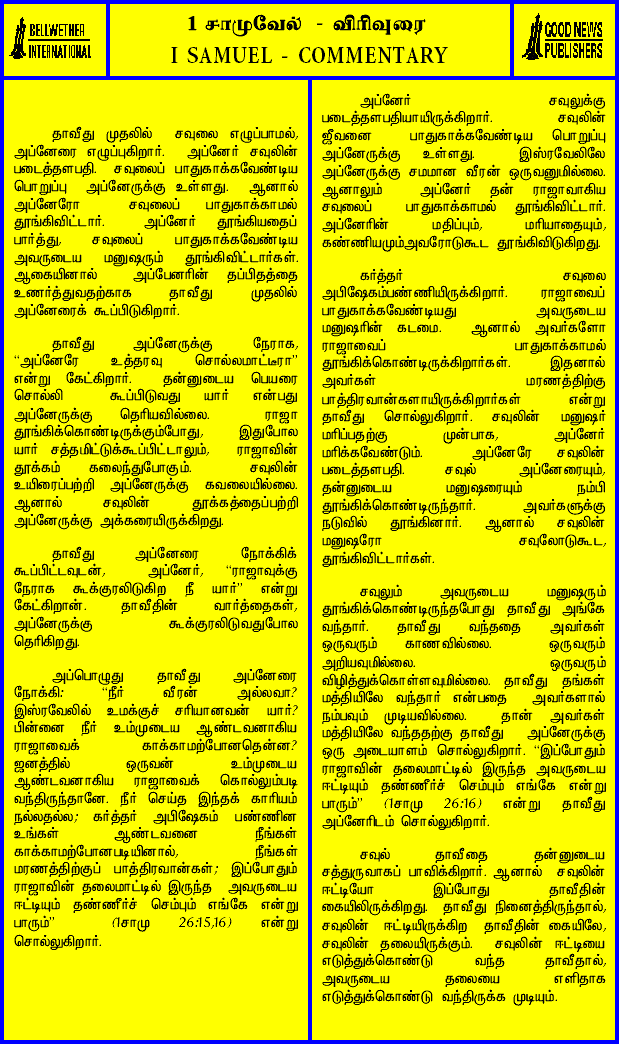 BELLWETHER
INTERNATIONAL
1 சாமுவேல் - விரிவுரை
I SAMUEL - COMMENTARY
GOOD NEWS
PUBLISHERS
தாவீது முதலில் சவுலை எழுப்பாமல்,
அப்னேரை எழுப்புகிறார். அப்னேர் சவுலின்
படைத்தளபதி. சவுலைப் பாதுகாக்கவேண்டிய
பொறுப்பு அப்னேருக்கு உள்ளது. ஆனால்
அப்னேரோ சவுலைப் பாதுகாக்காமல்
தூங்கிவிட்டார். அப்னேர் தூங்கியதைப்
பார்த்து, சவுலைப் பாதுகாக்கவேண்டிய
அவருடைய மனுஷரும் தூங்கிவிட்டார்கள்.
ஆகையினால் அப்பேனரின் தப்பிதத்தை
உணர்த்துவதற்காக தாவீது முதலில்
அப்னேரைக் கூப்பிடுகிறார்.
தாவீது அப்னேருக்கு நேராக,
“அப்னேரே உத்தரவு சொல்லமாட்டீரா”
என்று கேட்கிறார். தன்னுடைய பெயரை
சொல்லி கூப்பிடுவது யார் என்பது
அப்னேருக்கு தெரியவில்லை. ராஜா
தூங்கிக்கொண்டிருக்கும்போது, இதுபோல
யார் சத்தமிட்டுக்கூப்பிட்டாலும், ராஜாவின்
தூக்கம் கலைந்துபோகும். சவுலின்
உயிரைப்பற்றி அப்னேருக்கு கவலையில்லை.
ஆனால் சவுலின் தூக்கத்தைப்பற்றி
அப்னேருக்கு அக்கரையிருக்கிறது.
தாவீது அப்னேரை நோக்கிக்
கூப்பிட்டவுடன், அப்னேர், “ராஜாவுக்கு
நேராக கூக்குரலிடுகிற நீ யார்” என்று
கேட்கிறான். தாவீதின் வார்த்தைகள்,
அப்னேருக்கு கூக்குரலிடுவதுபோல
தெரிகிறது.
அப்பொழுது தாவீது அப்னேரை
நோக்கி: “நீர் வீரன் அல்லவா?
இஸ்ரவேலில் உமக்குச் சரியானவன் யார்?
பின்னை நீர் உம்முடைய ஆண்டவனாகிய
ராஜாவைக் காக்காமற்போனதென்ன?
ஜனத்தில் ஒருவன் உம்முடைய
ஆண்டவனாகிய ராஜாவைக் கொல்லும்படி
வந்திருந்தானே. நீர் செய்த இந்தக் காரியம்
நல்லதல்ல; கர்த்தர் அபிஷேகம் பண்ணின
உங்கள் ஆண்டவனை நீங்கள்
காக்காமற்போனபடியினால், நீங்கள்
மரணத்திற்குப் பாத்திரவான்கள்; இப்போதும்
ராஜாவின் தலைமாட்டில் இருந்த அவருடைய
ஈட்டியும் தண்ணீர்ச் செம்பும் எங்கே என்று
பாரும்” (1சாமு 26:15,16) என்று
சொல்லுகிறார்.
அப்னேர் சவுலுக்கு
படைத்தளபதியாயிருக்கிறார். சவுலின்
ஜீவனை பாதுகாக்கவேண்டிய பொறுப்பு
அப்னேருக்கு உள்ளது. இஸ்ரவேலிலே
அப்னேருக்கு சமமான வீரன் ஒருவனுமில்லை.
ஆனாலும் அப்னேர் தன் ராஜாவாகிய
சவுலைப் பாதுகாக்காமல் தூங்கிவிட்டார்.
அப்னேரின் மதிப்பும், மரியாதையும்,
கண்ணியமும்அவரோடுகூட தூங்கிவிடுகிறது.
கர்த்தர் சவுலை
அபிஷேகம்பண்ணியிருக்கிறார். ராஜாவைப்
பாதுகாக்கவேண்டியது அவருடைய
மனுஷரின் கடமை. ஆனால் அவர்களோ
ராஜாவைப் பாதுகாக்காமல்
தூங்கிக்கொண்டிருக்கிறார்கள். இதனால்
அவர்கள் மரணத்திற்கு
பாத்திரவான்களாயிருக்கிறார்கள் என்று
தாவீது சொல்லுகிறார். சவுலின் மனுஷர்
மரிப்பதற்கு முன்பாக, அப்னேர்
மரிக்கவேண்டும். அப்னேரே சவுலின்
படைத்தளபதி. சவுல் அப்னேரையும்,
தன்னுடைய மனுஷரையும் நம்பி
தூங்கிக்கொண்டிருந்தார். அவர்களுக்கு
நடுவில் தூங்கினார். ஆனால் சவுலின்
மனுஷரோ சவுலோடுகூட,
தூங்கிவிட்டார்கள்.
சவுலும் அவருடைய மனுஷரும்
தூங்கிக்கொண்டிருந்தபோது தாவீது அங்கே
வந்தார். தாவீது வந்ததை அவர்கள்
ஒருவரும் காணவில்லை. ஒருவரும்
அறியவுமில்லை. ஒருவரும்
விழித்துக்கொள்ளவுமில்லை. தாவீது தங்கள்
மத்தியிலே வந்தார் என்பதை அவர்களால்
நம்பவும் முடியவில்லை. தான் அவர்கள்
மத்தியிலே வந்ததற்கு தாவீது அப்னேருக்கு
ஒரு அடையாளம் சொல்லுகிறார். “இப்போதும்
ராஜாவின் தலைமாட்டில் இருந்த அவருடைய
ஈட்டியும் தண்ணீர்ச் செம்பும் எங்கே என்று
பாரும்” (1சாமு 26:16) என்று தாவீது
அப்னேரிடம் சொல்லுகிறார்.
சவுல் தாவீதை தன்னுடைய
சத்துருவாகப் பாவிக்கிறார். ஆனால் சவுலின்
ஈட்டியோ இப்போது தாவீதின்
கையிலிருக்கிறது. தாவீது நினைத்திருந்தால்,
சவுலின் ஈட்டியிருக்கிற தாவீதின் கையிலே,
சவுலின் தலையிருக்கும். சவுலின் ஈட்டியை
எடுத்துக்கொண்டு வந்த தாவீதால்,
அவருடைய தலையை எளிதாக
எடுத்துக்கொண்டு வந்திருக்க முடியும்.